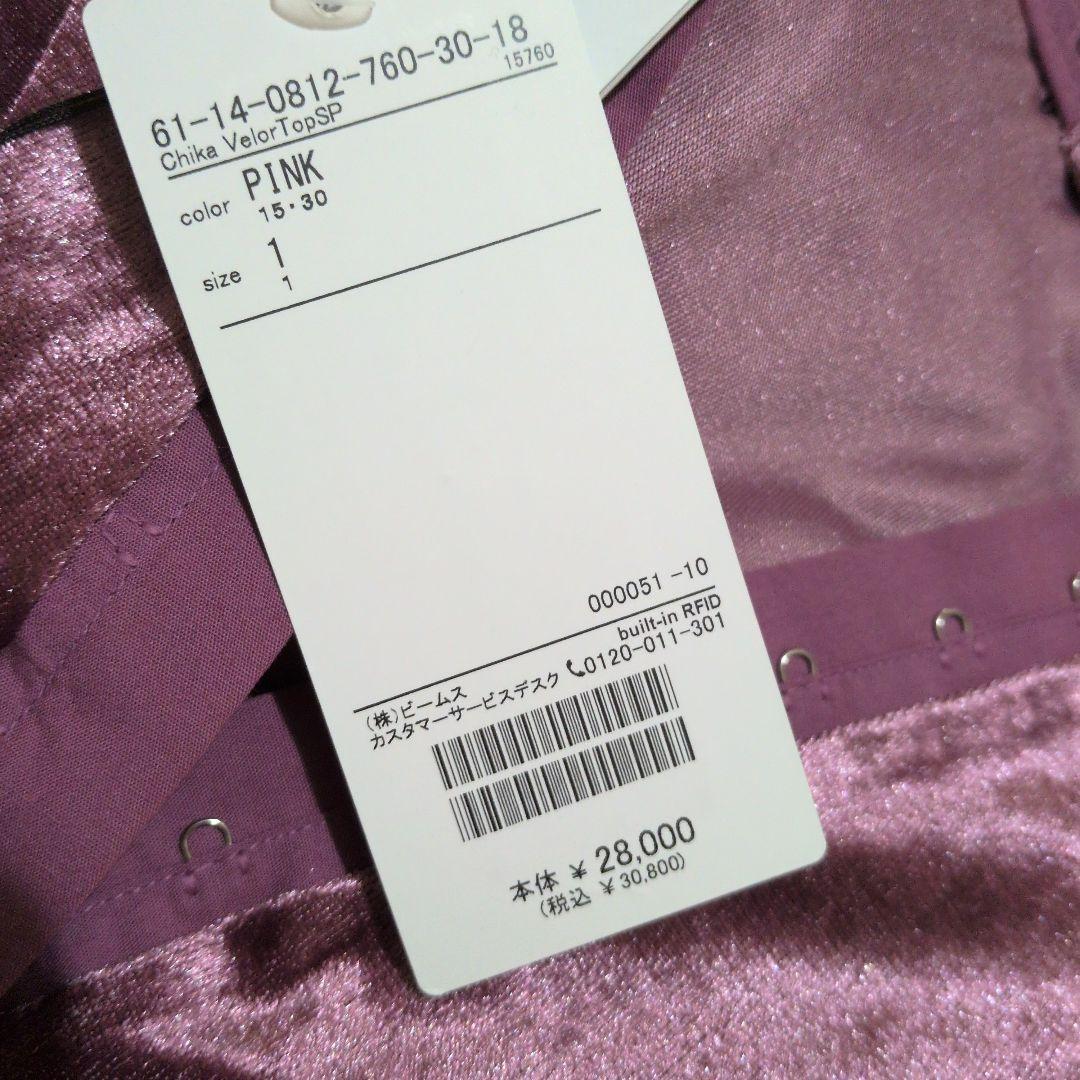 61-14-0812-760-30-18
Chika VelorTopSP 15760
color PINK
15・30
size 1
1
000051 -10
built-in RFID
(株)ビームス
カスタマーサービスデスク 0120-011-301
本体 ¥ 28,000
(税込 ¥ 30,800)